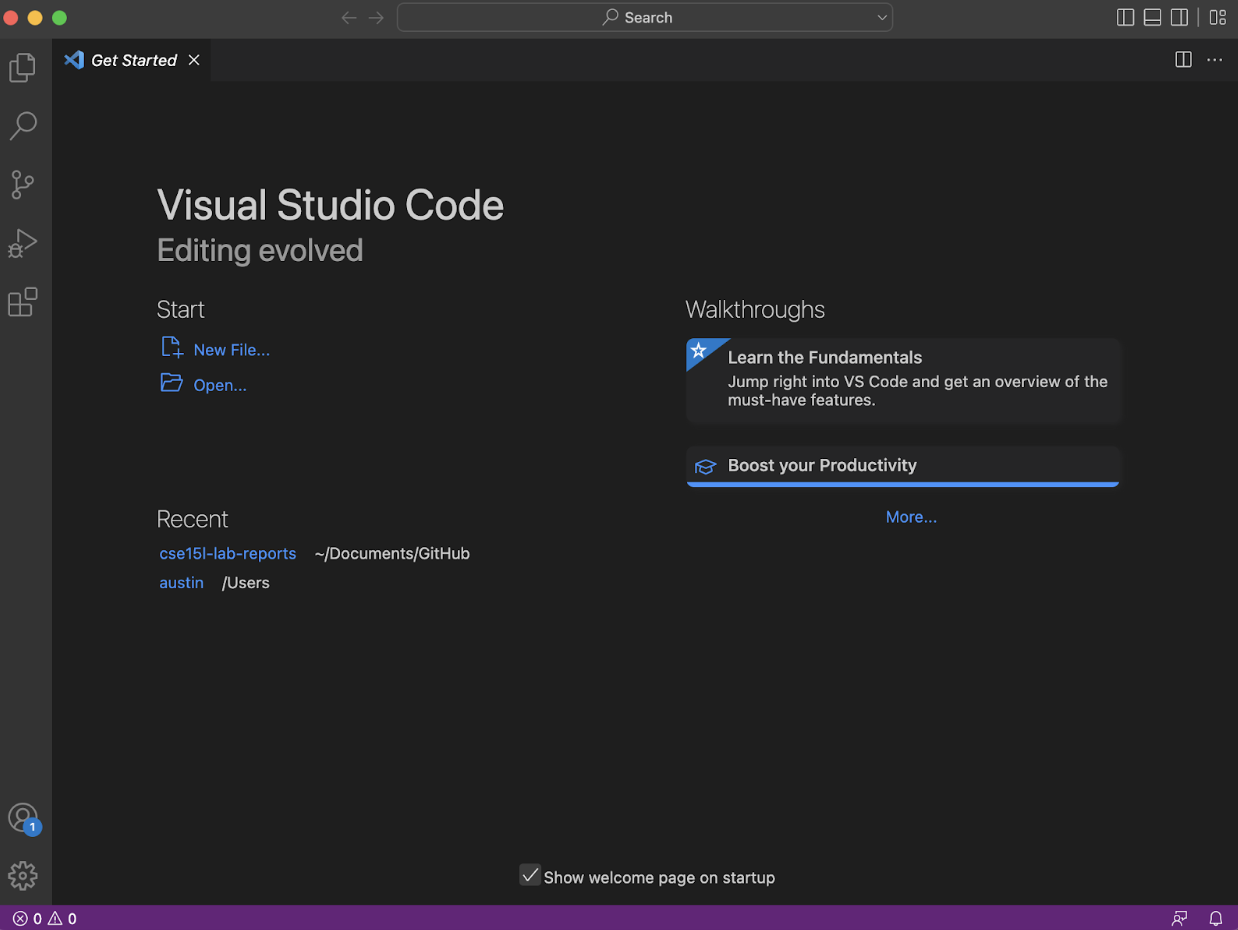 Search
Get Started
Visual Studio Code
Editing evolved
Start
New File...
Open...
Recent
cse15l-lab-reports ~/Documents/GitHub
austin /Users
Walkthroughs
Learn the Fundamentals
Jump right into VS Code and get an overview of the
must-have features.
Boost your Productivity
More...
1
Show welcome page on startup
0 0